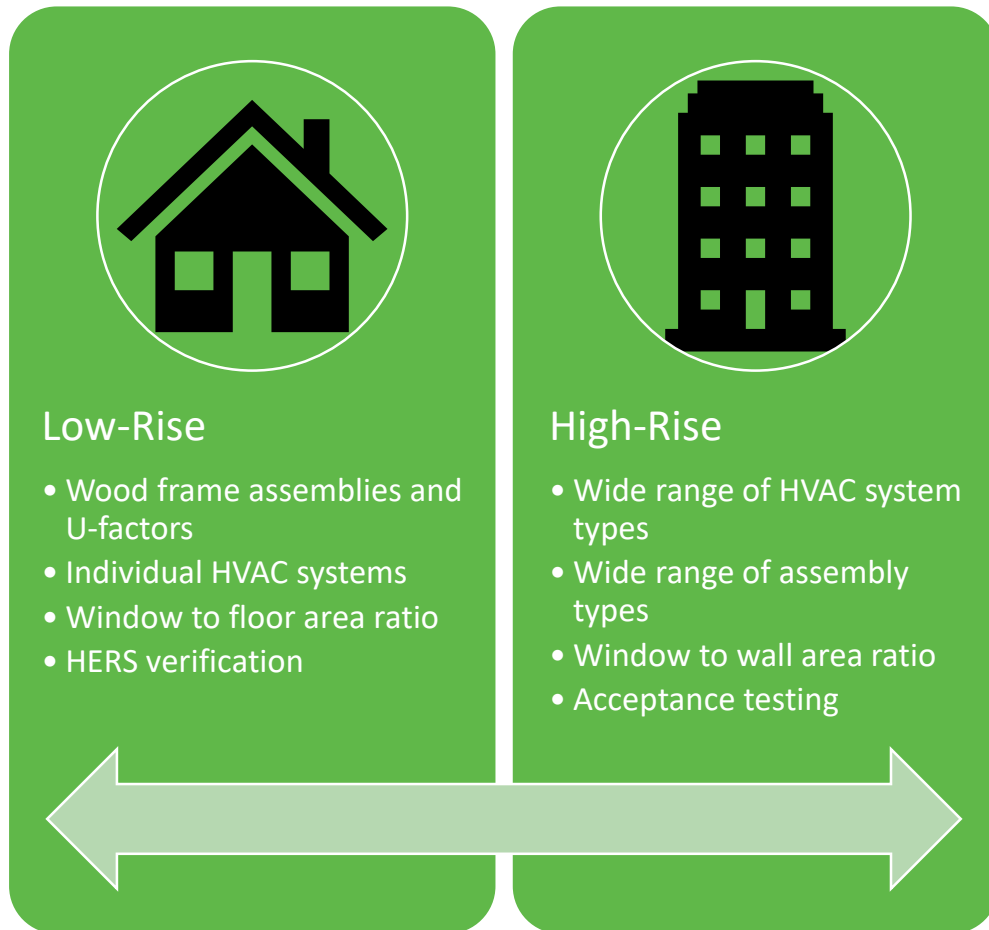 Low-Rise
• Wood frame assemblies and
U-factors
• Individual HVAC systems
• Window to floor area ratio
• HERS verification
High-Rise
• Wide range of HVAC system
types
• Wide range of assembly
types
• Window to wall area ratio
• Acceptance testing